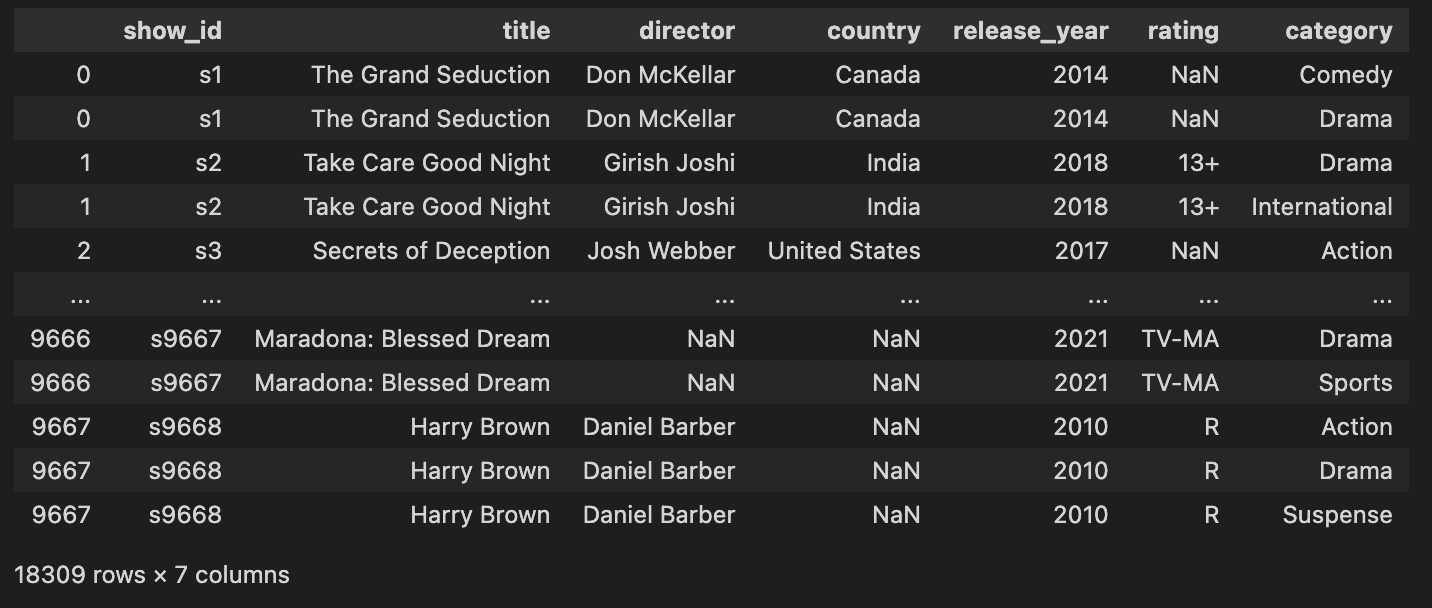 show_id title director country release_year rating category
0 s1 The Grand Seduction Don McKellar Canada 2014 NaN Comedy
0 s1 The Grand Seduction Don McKellar Canada 2014 NaN Drama
1 s2 Take Care Good Night Girish Joshi India 2018 13+ Drama
1 s2 Take Care Good Night Girish Joshi India 2018 13+ International
2 s3 Secrets of Deception Josh Webber United States 2017 NaN Action
... ... ... ... ... ... ... ...
9666 s9667 Maradona: Blessed Dream NaN NaN 2021 TV-MA Drama
9666 s9667 Maradona: Blessed Dream NaN NaN 2021 TV-MA Sports
9667 s9668 Harry Brown Daniel Barber NaN 2010 R Action
9667 s9668 Harry Brown Daniel Barber NaN 2010 R Drama
9667 s9668 Harry Brown Daniel Barber NaN 2010 R Suspense
18309 rows × 7 columns